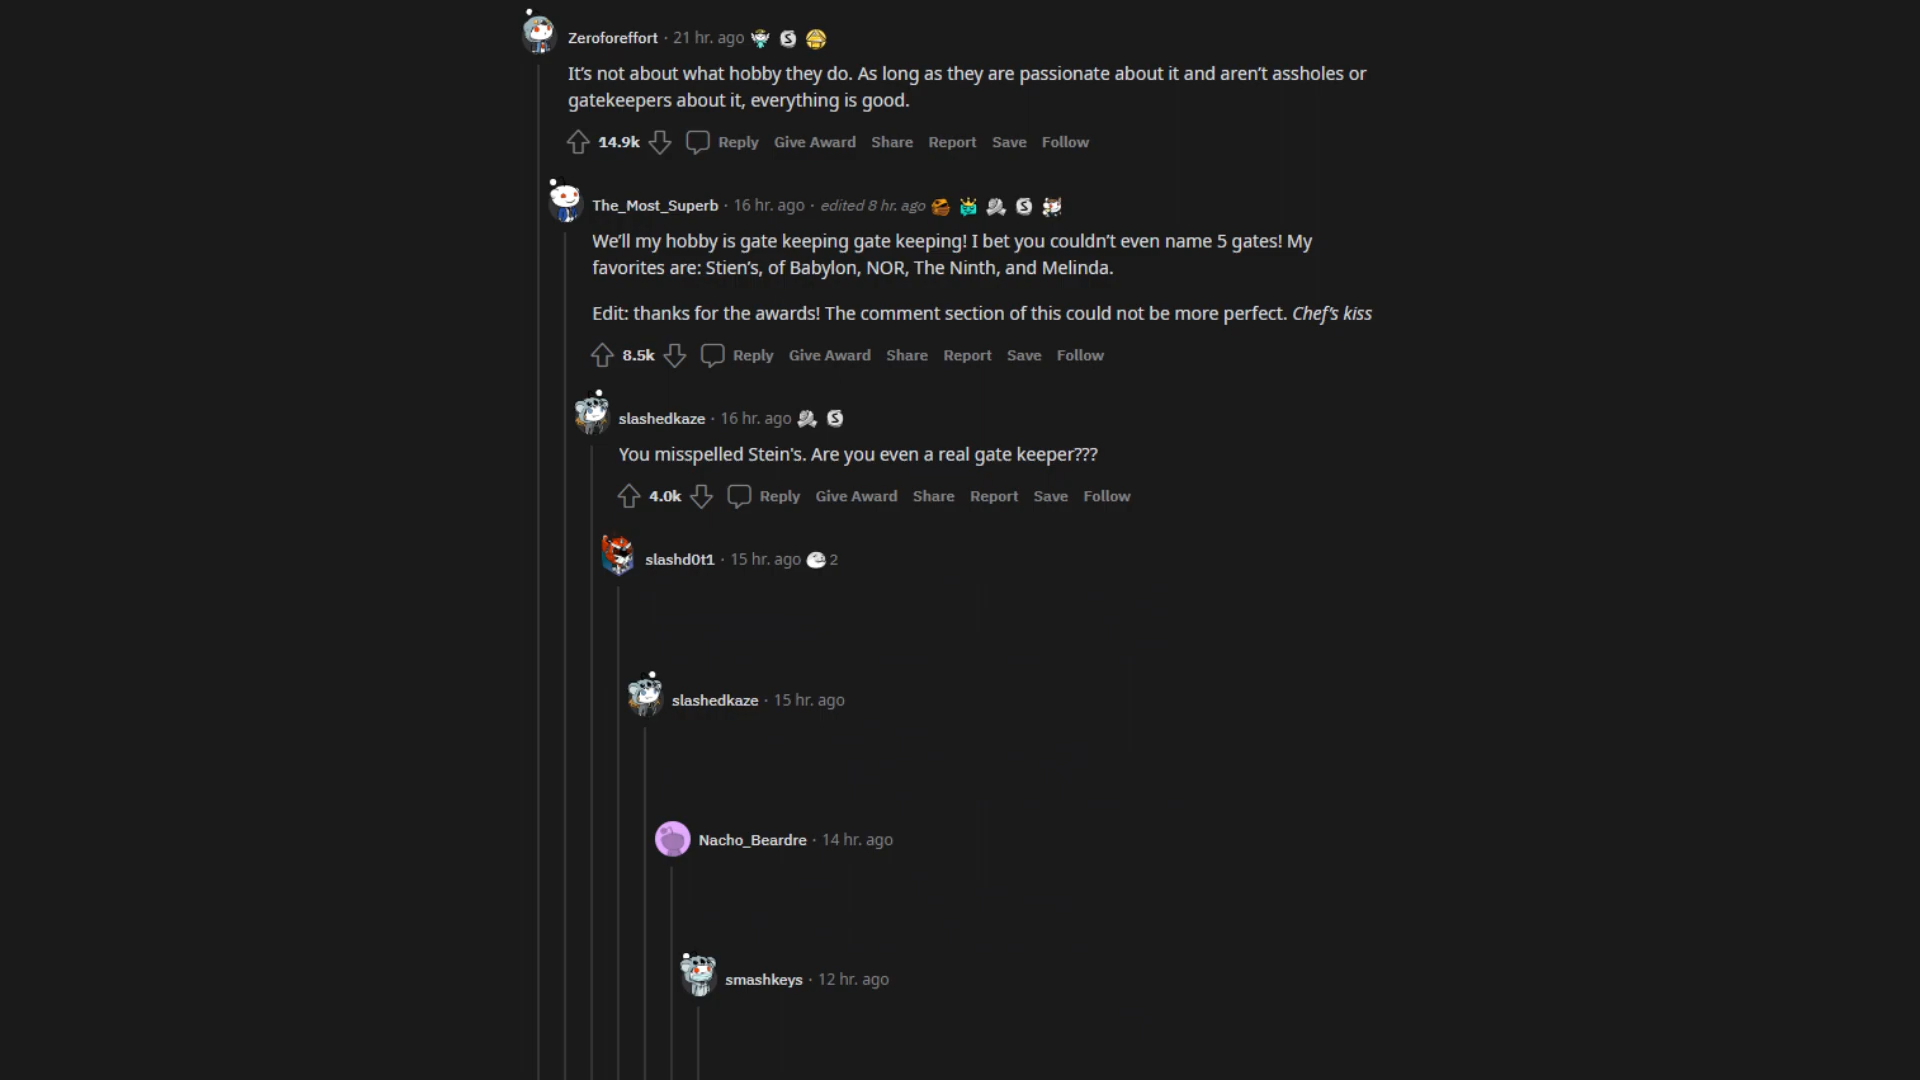 Zeroforeffort · 21 hr. ago
It's not about what hobby they do. As long as they are passionate about it and aren't assholes or
gatekeepers about it, everything is good.
14.9k Reply Give Award Share Report Save Follow
The_Most_Superb · 16 hr. ago · edited 8 hr. ago
We'll my hobby is gate keeping gate keeping! I bet you couldn't even name 5 gates! My
favorites are: Stien's, of Babylon, NOR, The Ninth, and Melinda.
Edit: thanks for the awards! The comment section of this could not be more perfect. Chef's kiss
8.5k Reply Give Award Share Report Save Follow
slashedkaze · 16 hr. ago
You misspelled Stein's. Are you even a real gate keeper???
4.0k Reply Give Award Share Report Save Follow
slashd0t1 · 15 hr. ago 2
slashedkaze · 15 hr. ago
Nacho_Beardre · 14 hr. ago
smashkeys · 12 hr. ago